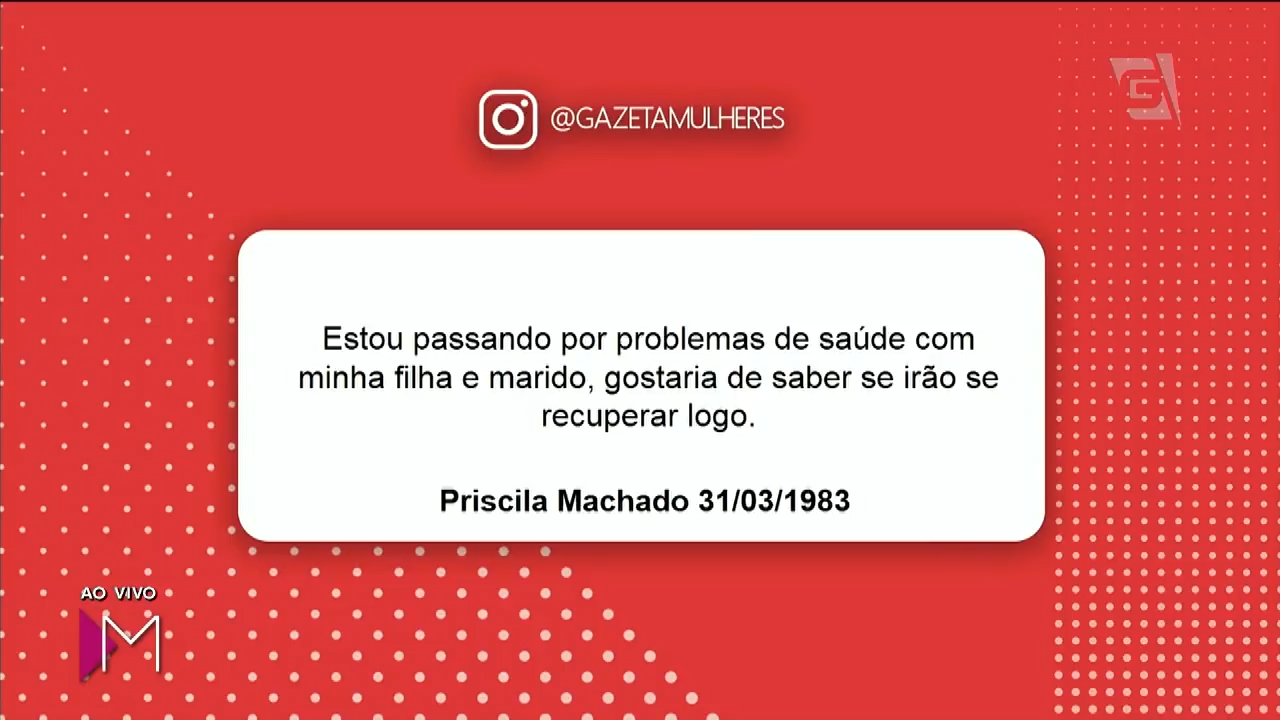 @GAZETAMULHERES
G
Estou passando por problemas de saúde com
minha filha e marido, gostaria de saber se irão se
recuperar logo.
Priscila Machado 31/03/1983
AO VIVO
M